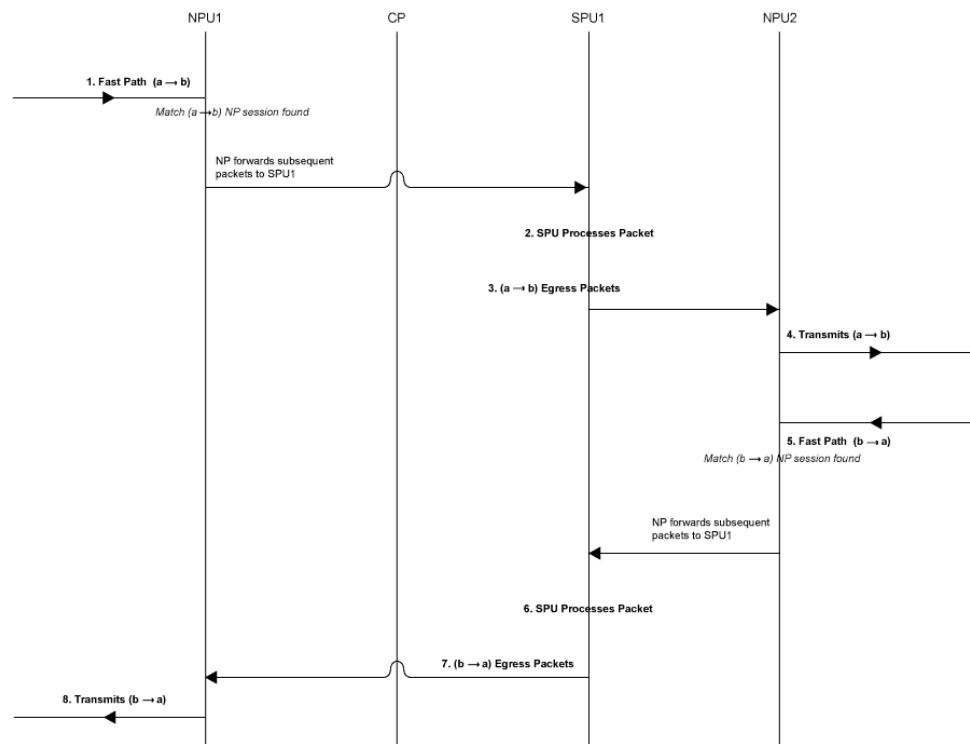 NPU1 CP SPU1 NPU2
1. Fast Path (a → b)
Match (a → b) NP session found
NP forwards subsequent
packets to SPU1
2. SPU Processes Packet
3. (a → b) Egress Packets
4. Transmits (a → b)
5. Fast Path (b → a)
Match (b → a) NP session found
NP forwards subsequent
packets to SPU1
6. SPU Processes Packet
7. (b → a) Egress Packets
8. Transmits (b → a)